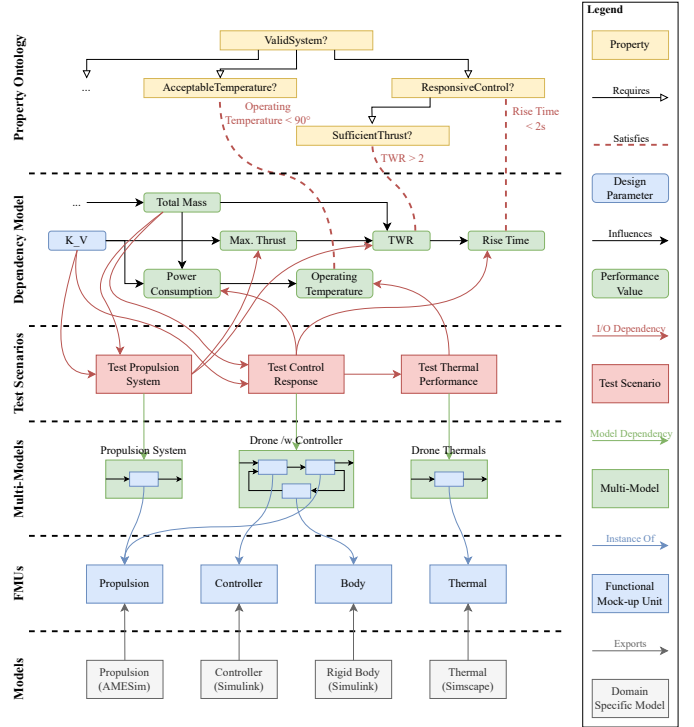 Legend
Property Ontology
ValidSystem?
...
AcceptableTemperature?
ResponsiveControl?
Operating
Temperature < 90°
SufficientThrust?
TWR > 2
Rise Time
< 2s
Dependency Model
...
Total Mass
K_V
Max. Thrust
TWR
Rise Time
Power
Consumption
Operating
Temperature
Test Scenarios
Test Propulsion
System
Test Control
Response
Test Thermal
Performance
Multi-Models
Propulsion System
Drone /w Controller
Drone Thermals
FMUs
Propulsion
Controller
Body
Thermal
Models
Propulsion
(AMESim)
Controller
(Simulink)
Rigid Body
(Simulink)
Thermal
(Simscape)
Property
Requires
Satisfies
Design
Parameter
Influences
Performance
Value
I/O Dependency
Test Scenario
Model Dependency
Multi-Model
Instance Of
Functional
Mock-up Unit
Exports
Domain
Specific Model